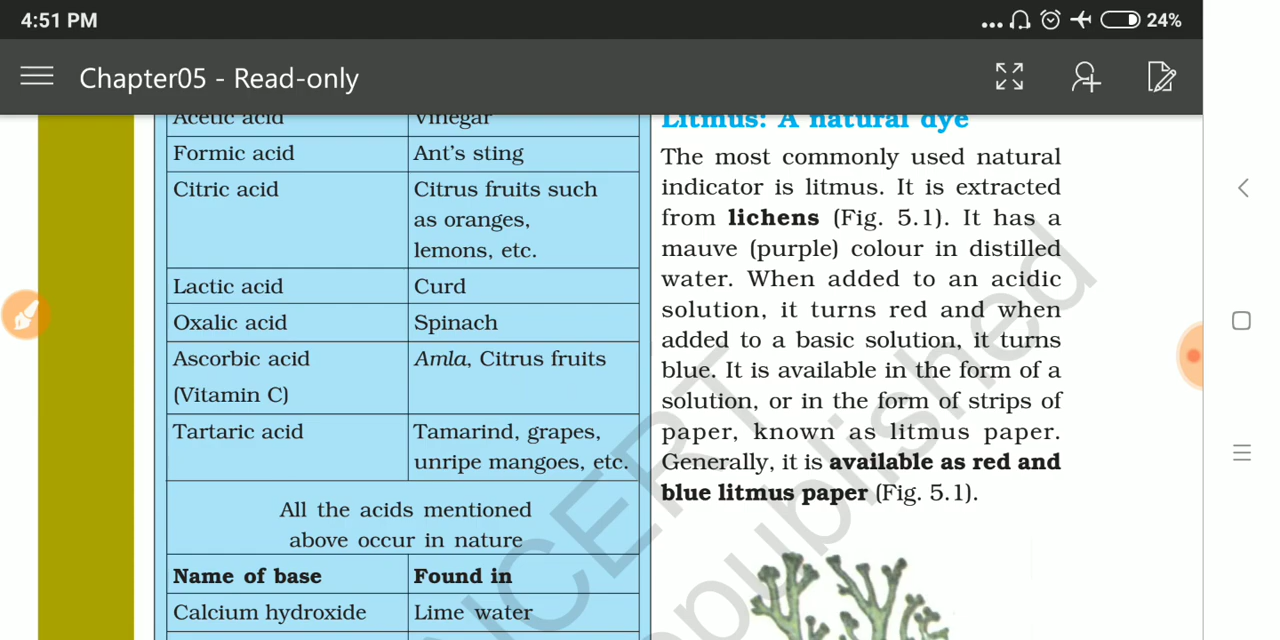 4:51 PM
24%
Chapter05 - Read-only
Acetic acid Vinegar
Formic acid Ant's sting
Citric acid Citrus fruits such
as oranges,
lemons, etc.
Lactic acid Curd
Oxalic acid Spinach
Ascorbic acid Amla, Citrus fruits
(Vitamin C)
Tartaric acid Tamarind, grapes,
unripe mangoes, etc.
All the acids mentioned
above occur in nature
Name of base Found in
Calcium hydroxide Lime water
Litmus: A natural dye
The most commonly used natural
indicator is litmus. It is extracted
from lichens (Fig. 5.1). It has a
mauve (purple) colour in distilled
water. When added to an acidic
solution, it turns red and when
added to a basic solution, it turns
blue. It is available in the form of a
solution, or in the form of strips of
paper, known as litmus paper.
Generally, it is available as red and
blue litmus paper (Fig. 5.1).
NCERT
published